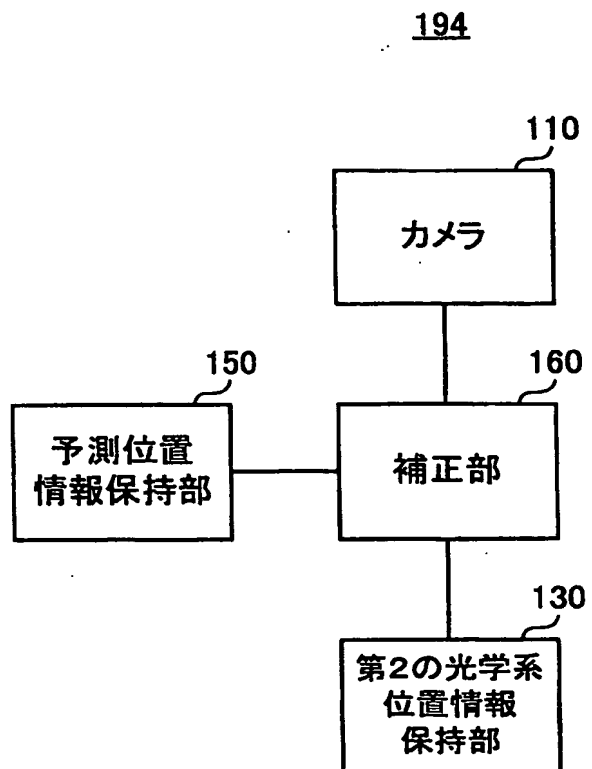 194
110
カメラ
150
予測位置
情報保持部
160
補正部
130
第2の光学系
位置情報
保持部